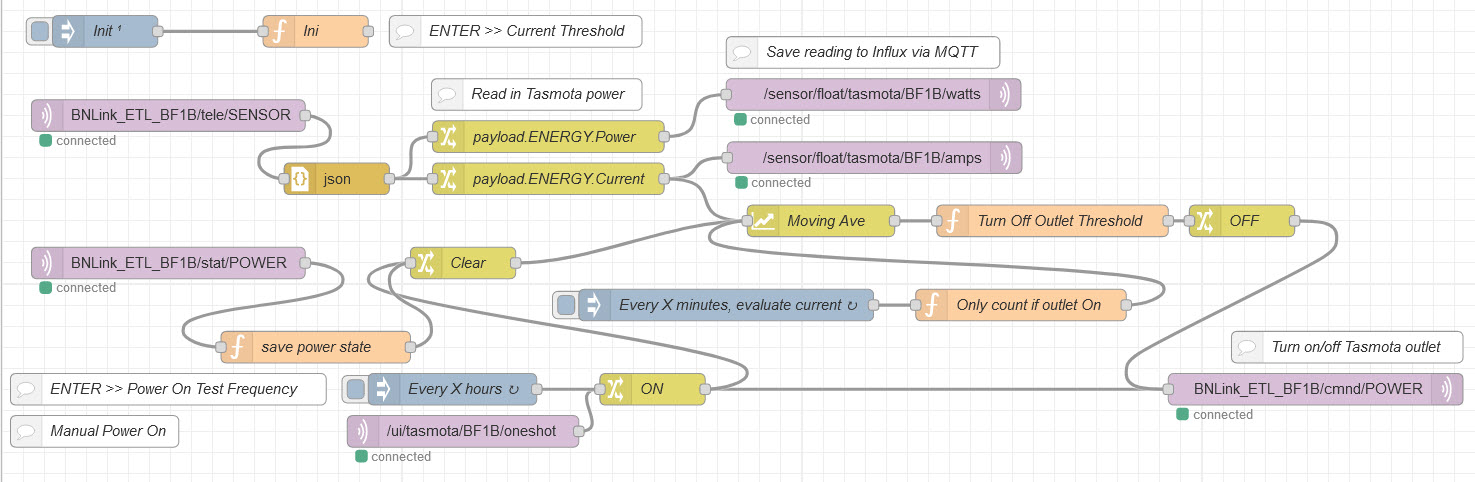 Init ¹
Ini
ENTER >> Current Threshold
Save reading to Influx via MQTT
Read in Tasmota power
/sensor/float/tasmota/BF1B/watts
connected
BNLink_ETL_BF1B/tele/SENSOR
connected
payload.ENERGY.Power
/sensor/float/tasmota/BF1B/amps
connected
json
payload.ENERGY.Current
Moving Ave
Turn Off Outlet Threshold
OFF
BNLink_ETL_BF1B/stat/POWER
connected
Clear
Every X minutes, evaluate current ↻
Only count if outlet On
save power state
Turn on/off Tasmota outlet
ENTER >> Power On Test Frequency
Every X hours ↻
ON
BNLink_ETL_BF1B/cmnd/POWER
connected
Manual Power On
/ui/tasmota/BF1B/oneshot
connected